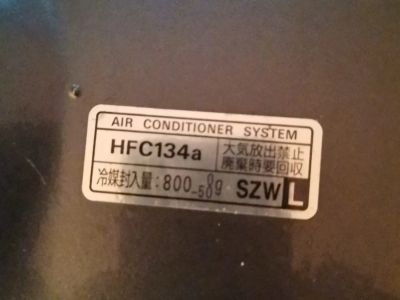 AIR CONDITIONER SYSTEM
HFC134a
大気放出禁止
廃棄時要回収
冷媒封入量:800 0/-50g SZW L